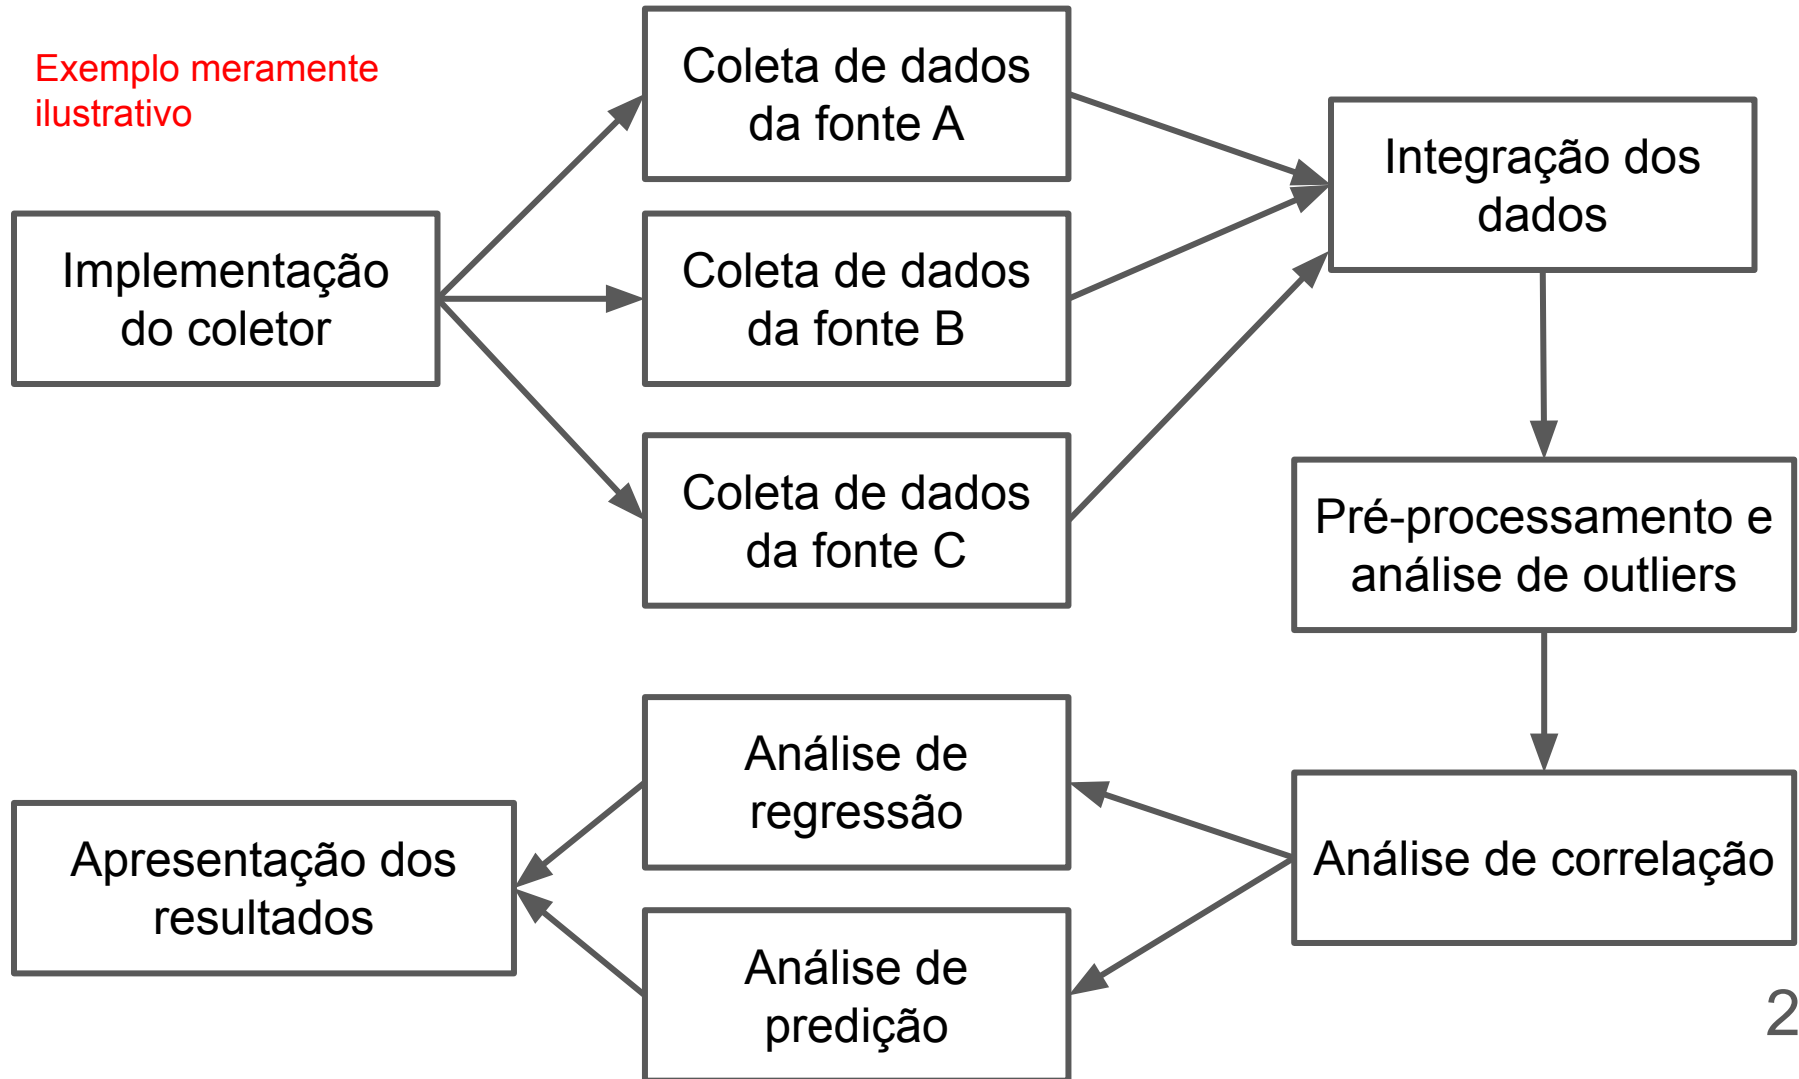 Exemplo meramente
ilustrativo
Implementação
do coletor
Coleta de dados
da fonte A
Coleta de dados
da fonte B
Coleta de dados
da fonte C
Integração dos
dados
Pré-processamento e
análise de outliers
Análise de correlação
Análise de
regressão
Análise de
predição
Apresentação dos
resultados
2